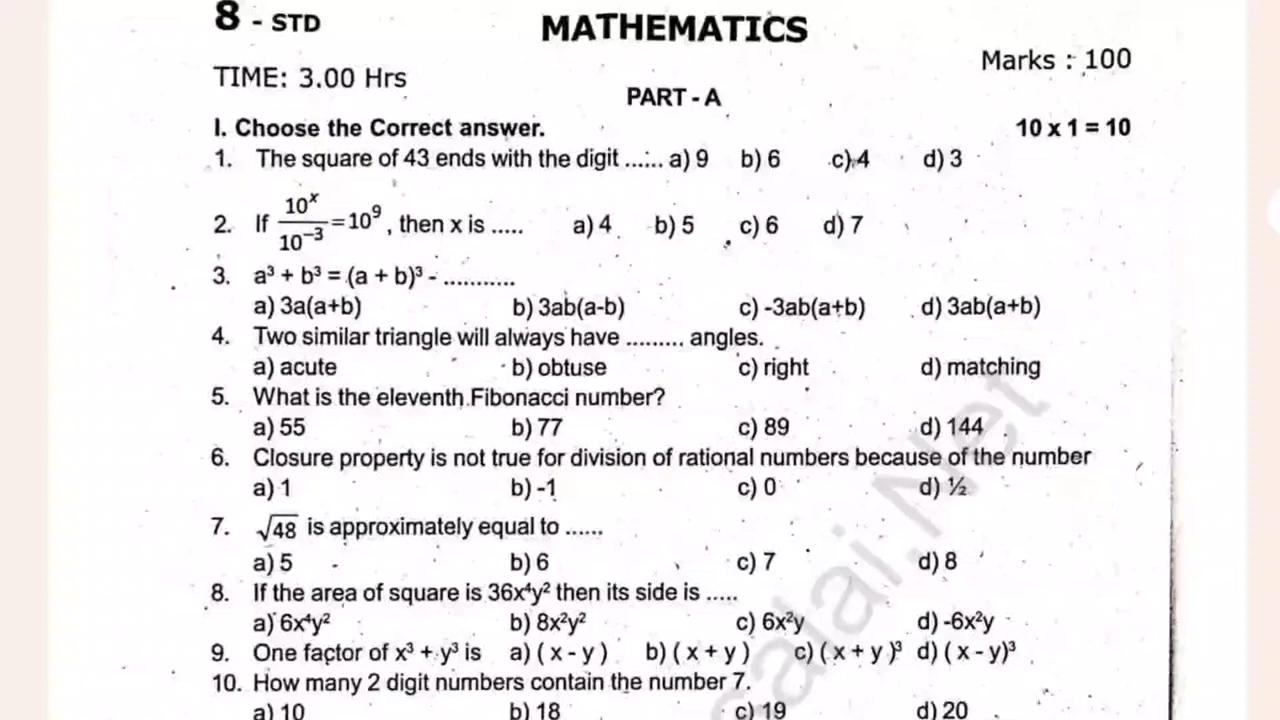 8 - STD
MATHEMATICS
Marks : 100
TIME: 3.00 Hrs
PART - A
I. Choose the Correct answer. 10 x 1 = 10
1. The square of 43 ends with the digit ...... a) 9 b) 6 c) 4 d) 3
2. If 10ˣ/10⁻³ = 10⁹, then x is ..... a) 4 b) 5 c) 6 d) 7
3. a³ + b³ = (a + b)³ - ...........
a) 3a(a+b) b) 3ab(a-b) c) -3ab(a+b) d) 3ab(a+b)
4. Two similar triangle will always have ......... angles.
a) acute b) obtuse c) right d) matching
5. What is the eleventh Fibonacci number?
a) 55 b) 77 c) 89 d) 144
6. Closure property is not true for division of rational numbers because of the number
a) 1 b) -1 c) 0 d) ½
7. √48 is approximately equal to ......
a) 5 b) 6 c) 7 d) 8
8. If the area of square is 36x⁴y² then its side is .....
a) 6x⁴y² b) 8x²y² c) 6x²y d) -6x²y
9. One factor of x³ + y³ is a) ( x - y ) b) ( x + y ) c) ( x + y )³ d) ( x - y)³
10. How many 2 digit numbers contain the number 7.
a) 10 b) 18 c) 19 d) 20
alai.Net